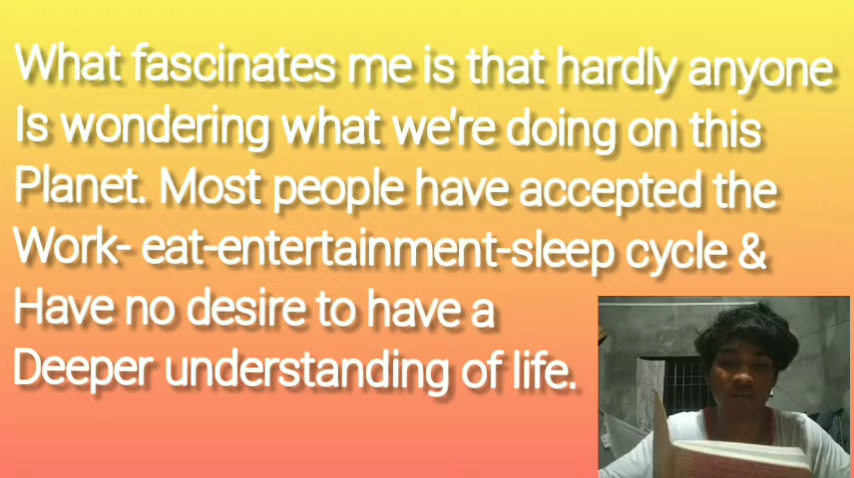 What fascinates me is that hardly anyone
Is wondering what we're doing on this
Planet. Most people have accepted the
Work- eat-entertainment-sleep cycle &
Have no desire to have a
Deeper understanding of life.